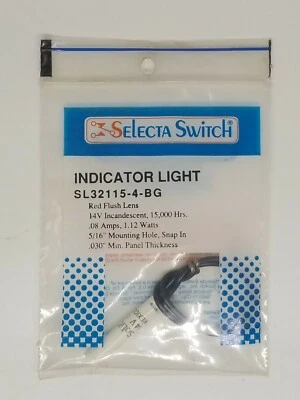 SELECTA SWITCH®
INDICATOR LIGHT
SL32115-4-BG
Red Flush Lens
14V Incandescent, 15,000 Hrs.
.08 Amps, 1.12 Watts
5/16" Mounting Hole, Snap In
.030" Min. Panel Thickness